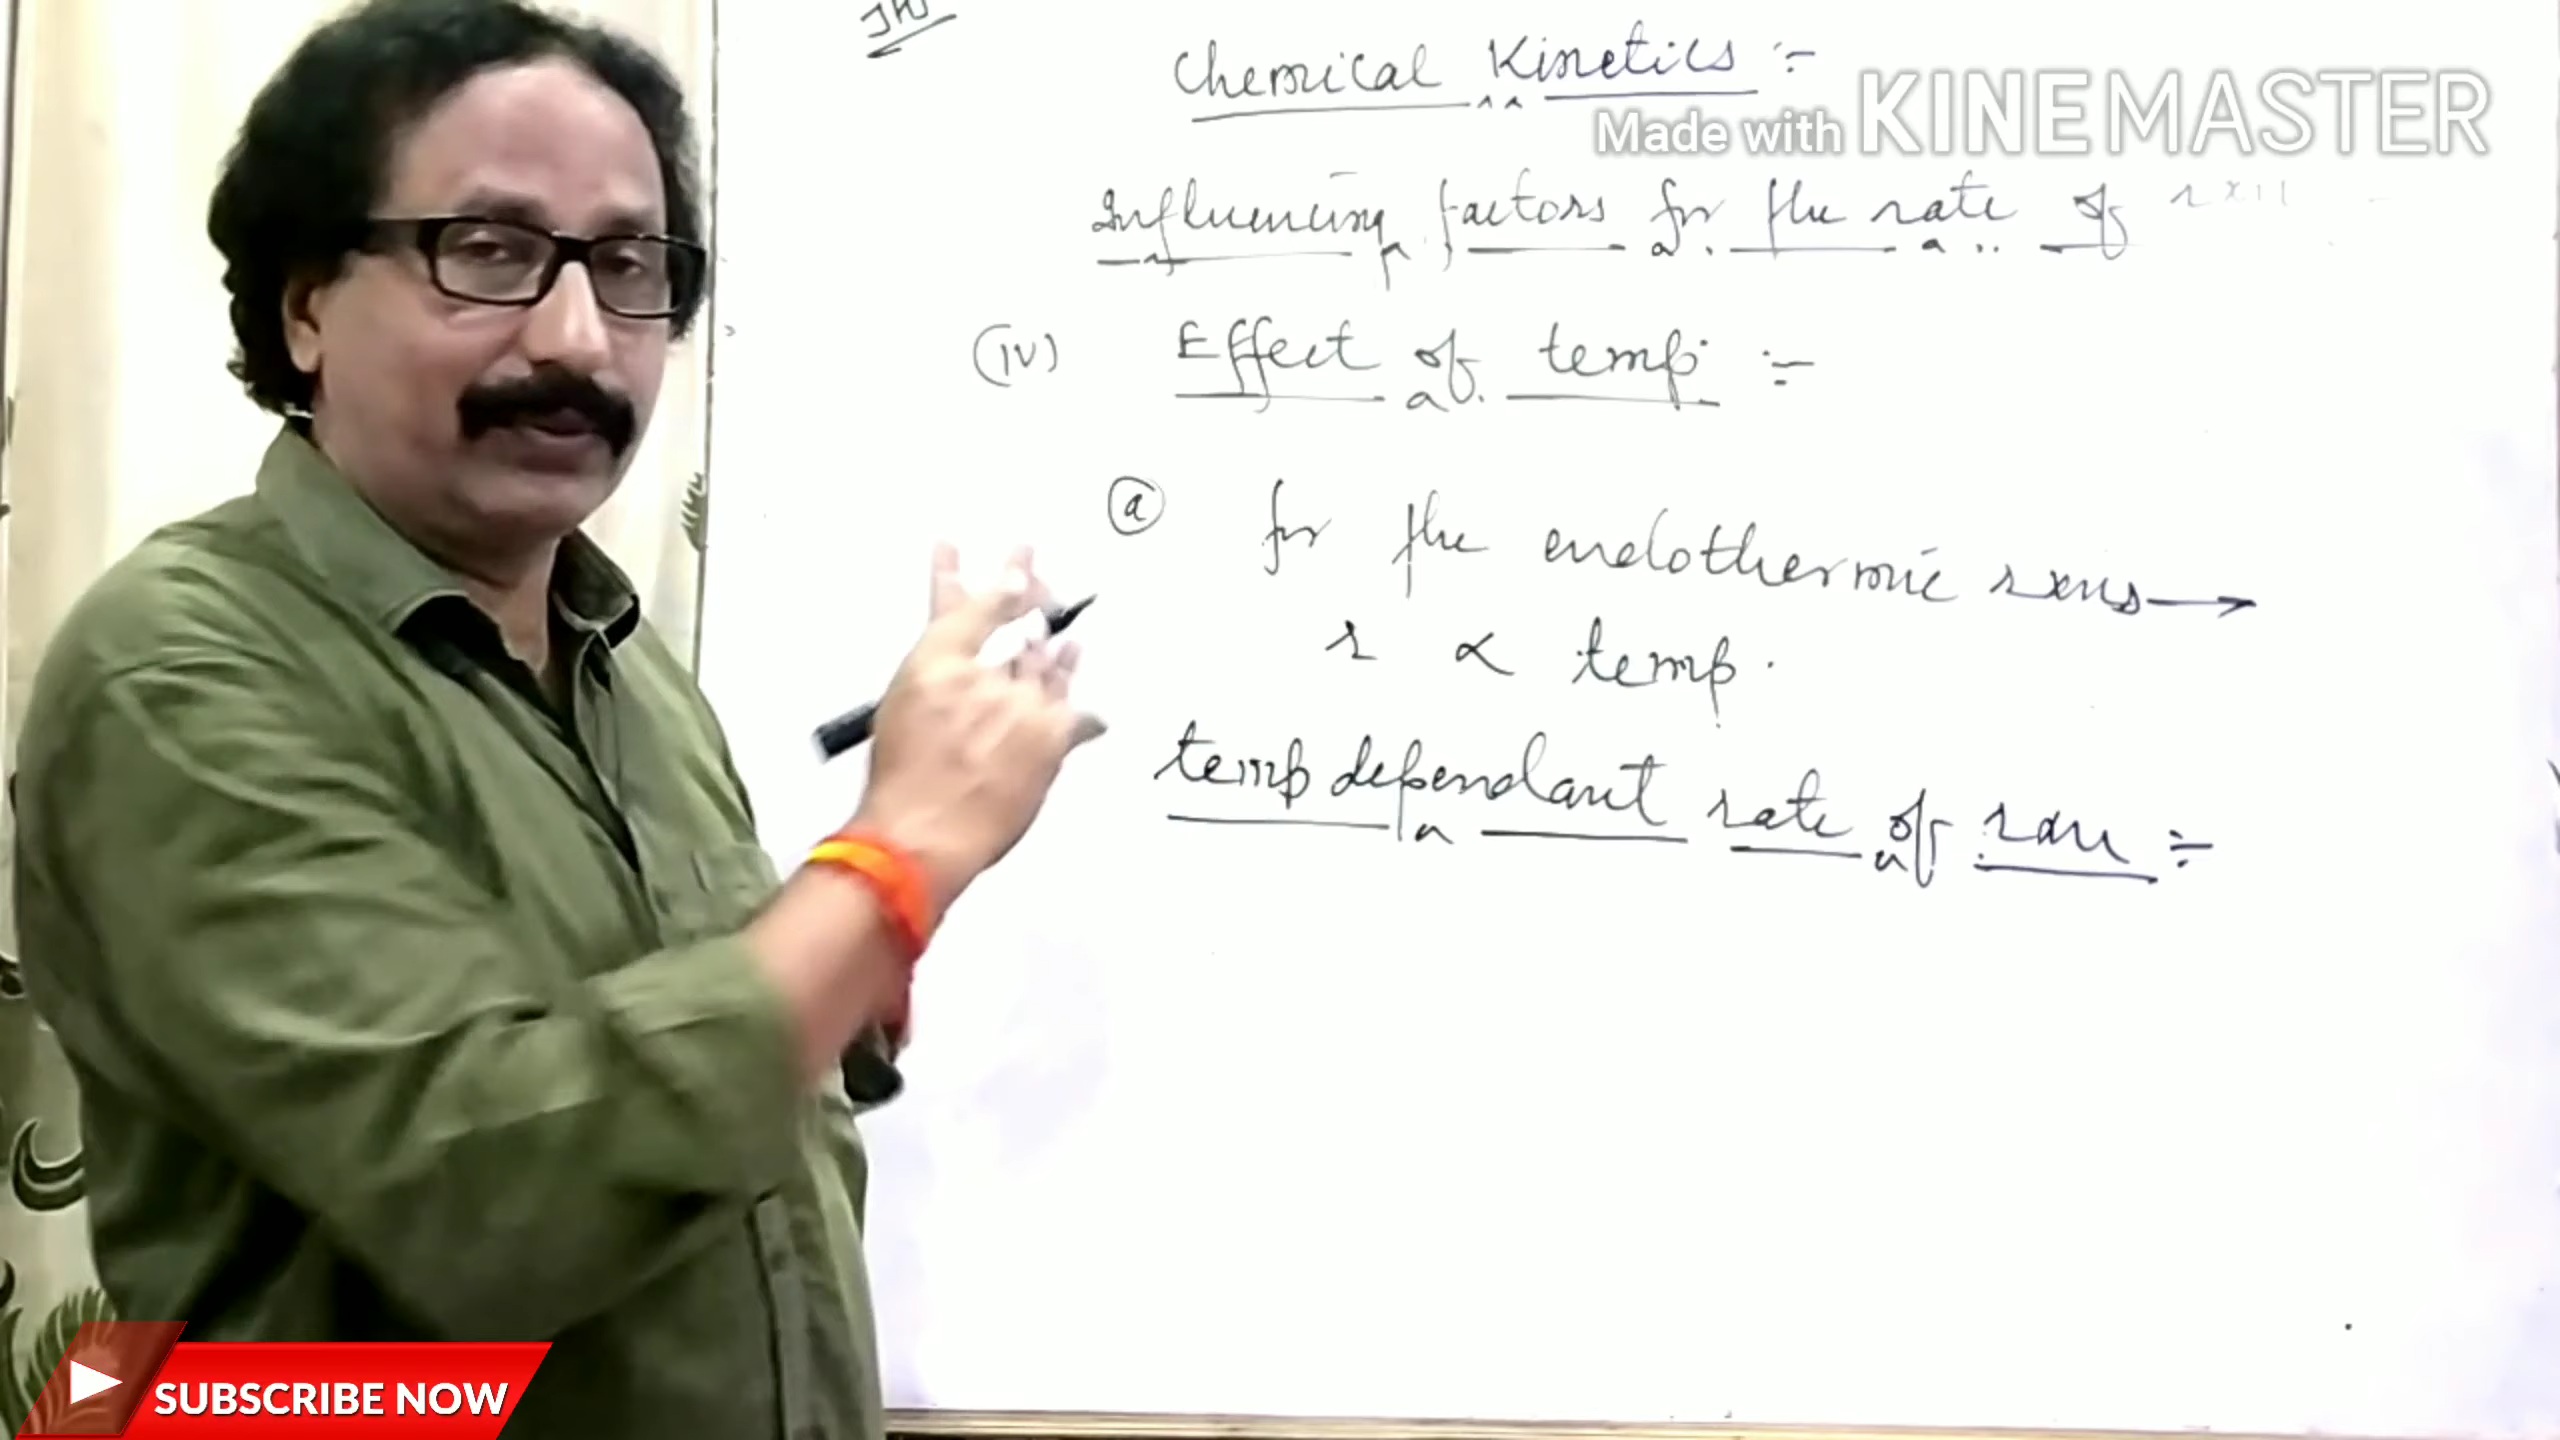 Chemical Kinetics :-
Made with KINEMASTER
Influencing factors for the rate of rxn
(iv) Effect of temp. :-
(a) for the endothermic rxns →
r ∝ temp.
temp dependant rate of rxn :-
SUBSCRIBE NOW